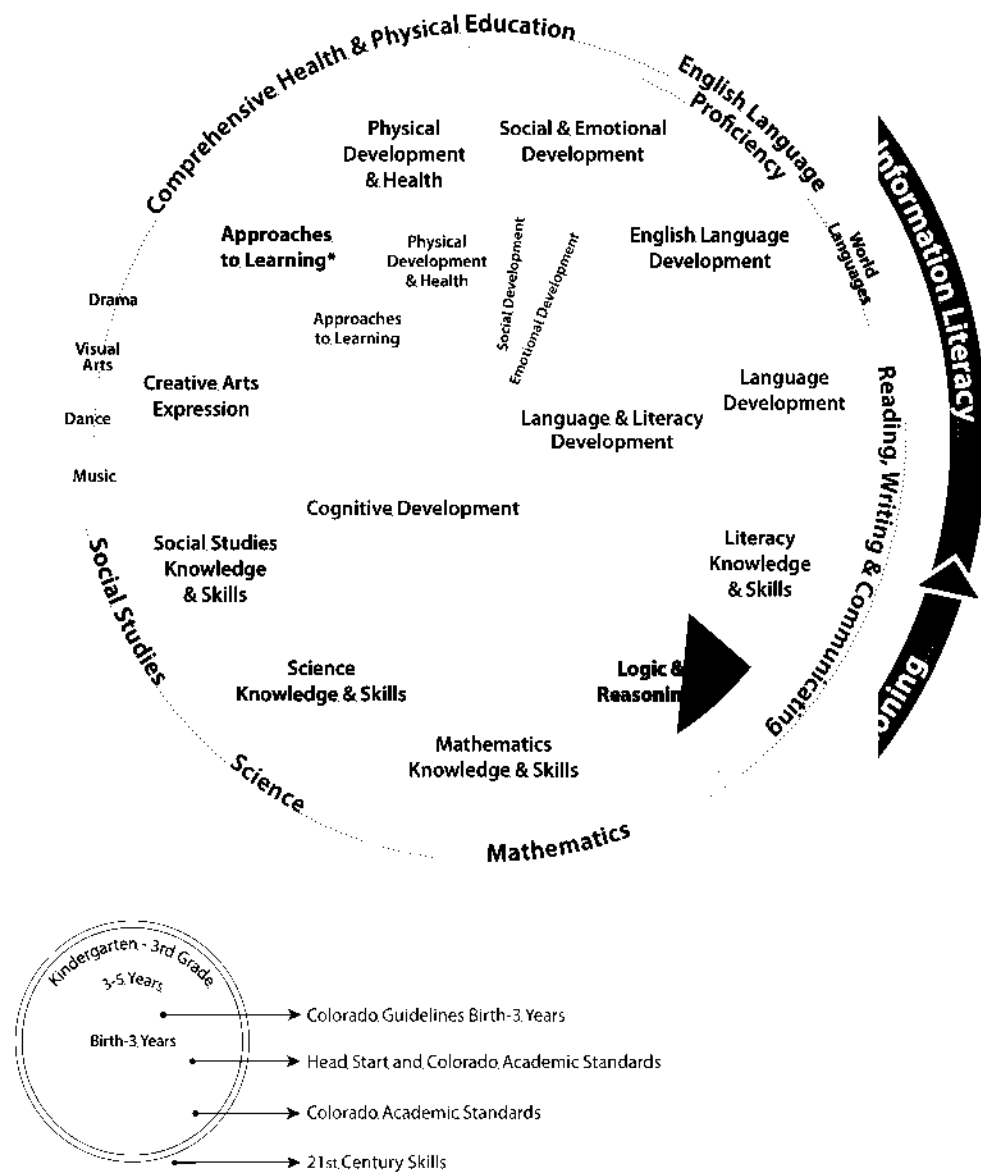 Comprehensive Health & Physical Education
English Language
Proficiency
World
Languages
Information Literacy
Physical
Development
& Health
Social & Emotional
Development
Approaches
to Learning*
Physical
Development
& Health
Social Development
Emotional Development
English Language
Development
Drama
Approaches
to Learning
Visual
Arts
Creative Arts
Expression
Language
Development
Dance
Language & Literacy
Development
Reading, Writing & Communicating
Music
Cognitive Development
Social Studies
Social Studies
Knowledge
& Skills
Literacy
Knowledge
& Skills
Science
Knowledge & Skills
Logic &
Reasonin
oning
Mathematics
Knowledge & Skills
Science
Mathematics
Kindergarten - 3rd Grade
3-5 Years
Birth-3 Years
Colorado Guidelines Birth-3 Years
Head Start and Colorado Academic Standards
Colorado Academic Standards
21st Century Skills